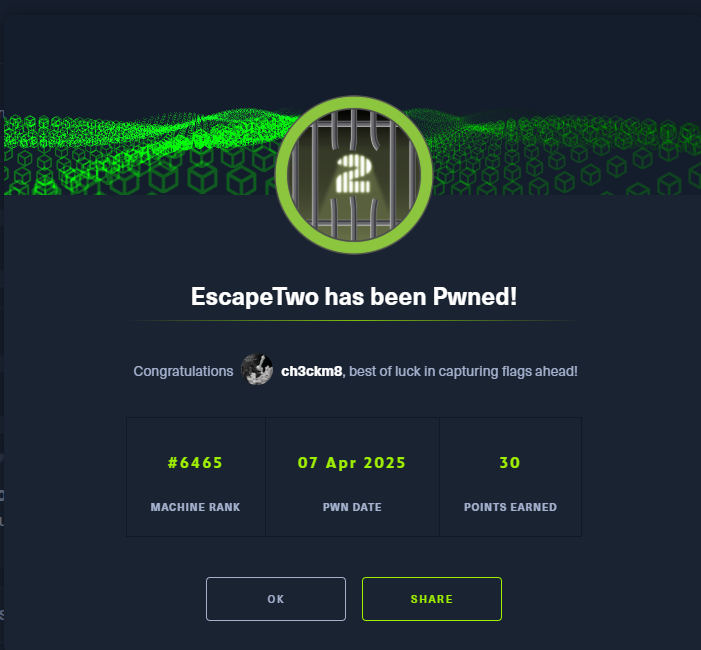 2
EscapeTwo has been Pwned!
Congratulations ch3ckm8, best of luck in capturing flags ahead!
#6465 07 Apr 2025 30
MACHINE RANK PWN DATE POINTS EARNED
OK SHARE